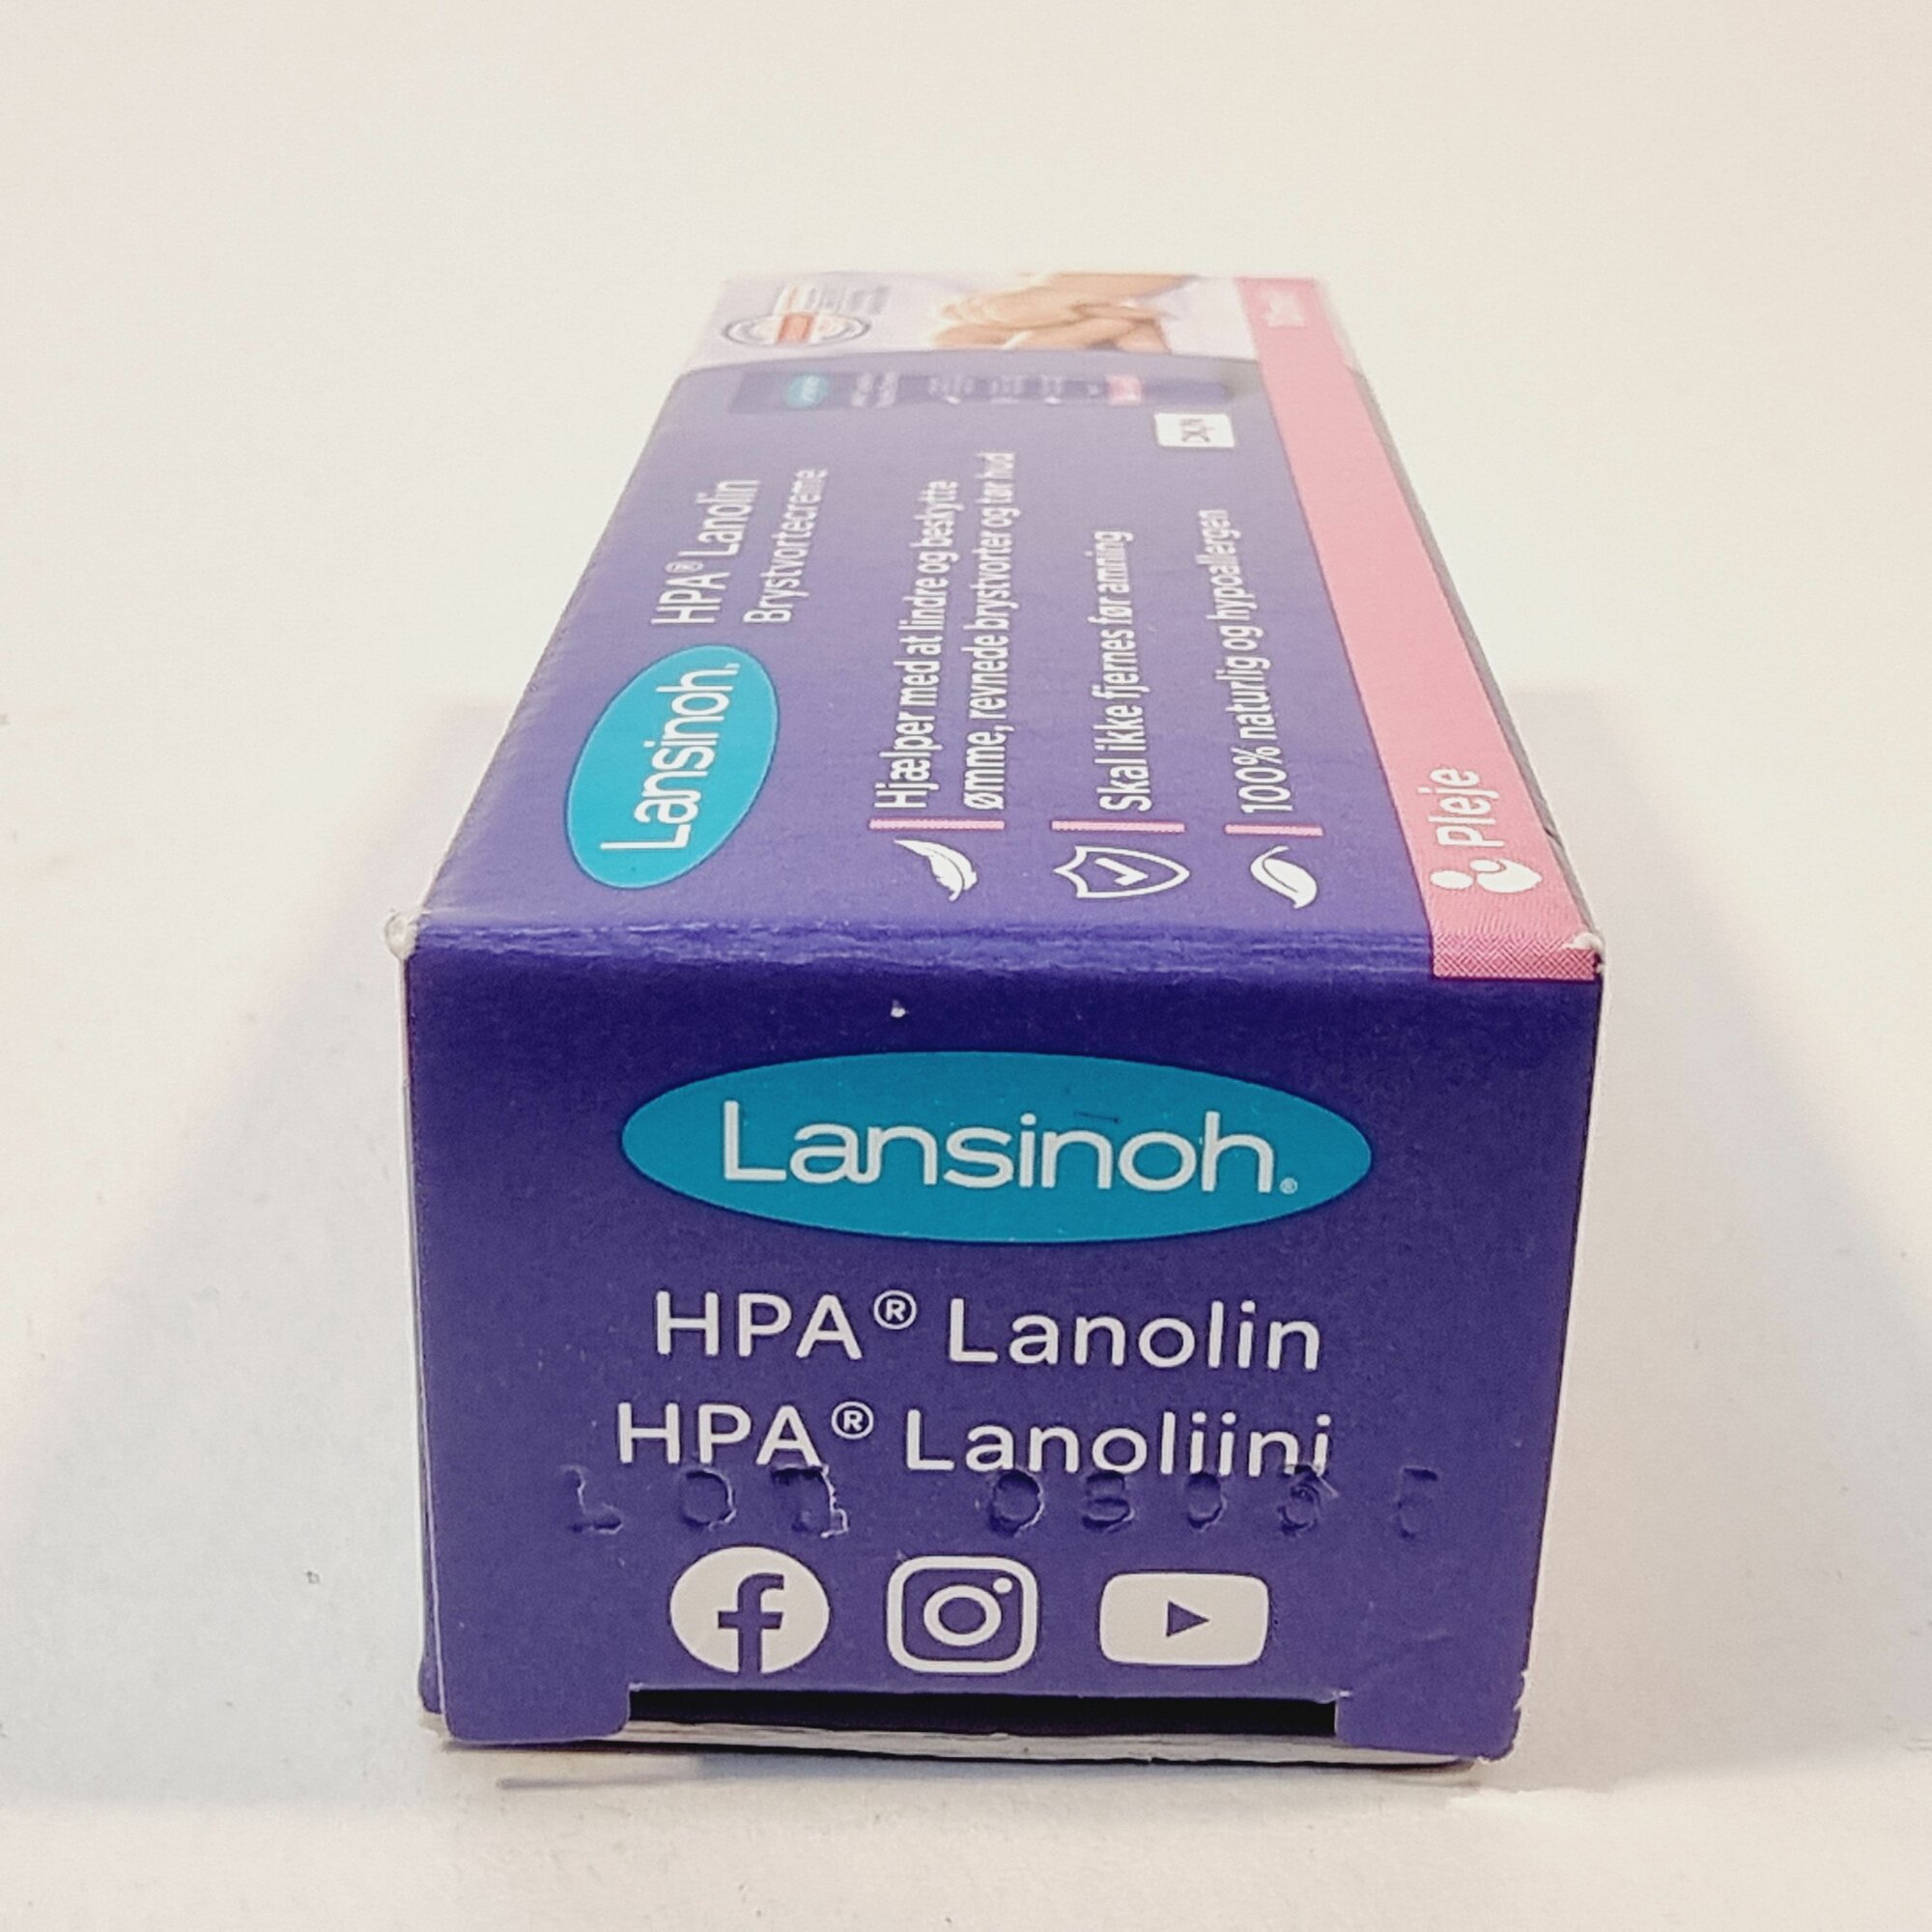 Lansinoh.
HPA® Lanolin
Brystvortecreme
Hjælper med at lindre og beskytte
ømme, revnede brystvorter og tør hud
Skal ikke fjernes før amning
100% naturlig og hypoallergen
Pleje
Lansinoh®
HPA® Lanolin
HPA® Lanoliini
LOT